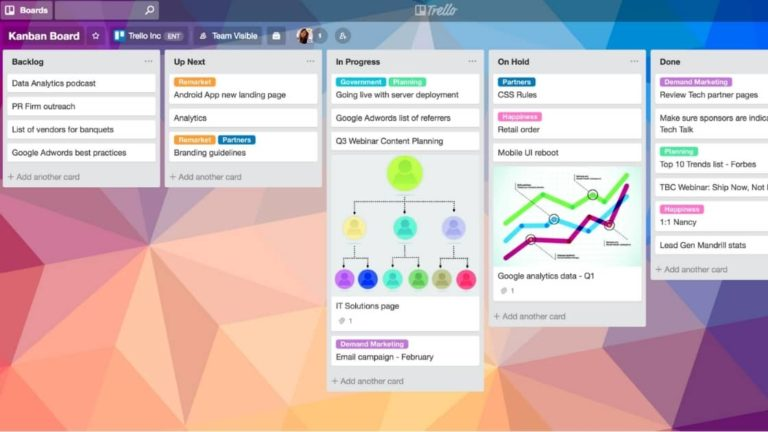 Boards
Trello
Kanban Board
Trello Inc ENT
Team Visible
1
Backlog
Data Analytics podcast
PR Firm outreach
List of vendors for banquets
Google Adwords best practices
+ Add another card
Up Next
Remarket
Android App new landing page
Analytics
Remarket Partners
Branding guidelines
+ Add another card
In Progress
Government Planning
Going live with server deployment
Google Adwords list of referrers
Q3 Webinar Content Planning
IT Solutions page
1
Demand Marketing
Email campaign - February
+ Add another card
On Hold
Partners
CSS Rules
Happiness
Retail order
Mobile UI reboot
Google analytics data - Q1
1
+ Add another card
Done
Demand Marketing
Review Tech partner pages
Make sure sponsors are indica
Tech Talk
Planning
Top 10 Trends list - Forbes
TBC Webinar: Ship Now, Not
Happiness
1:1 Nancy
Lead Gen Mandrill stats
+ Add another card